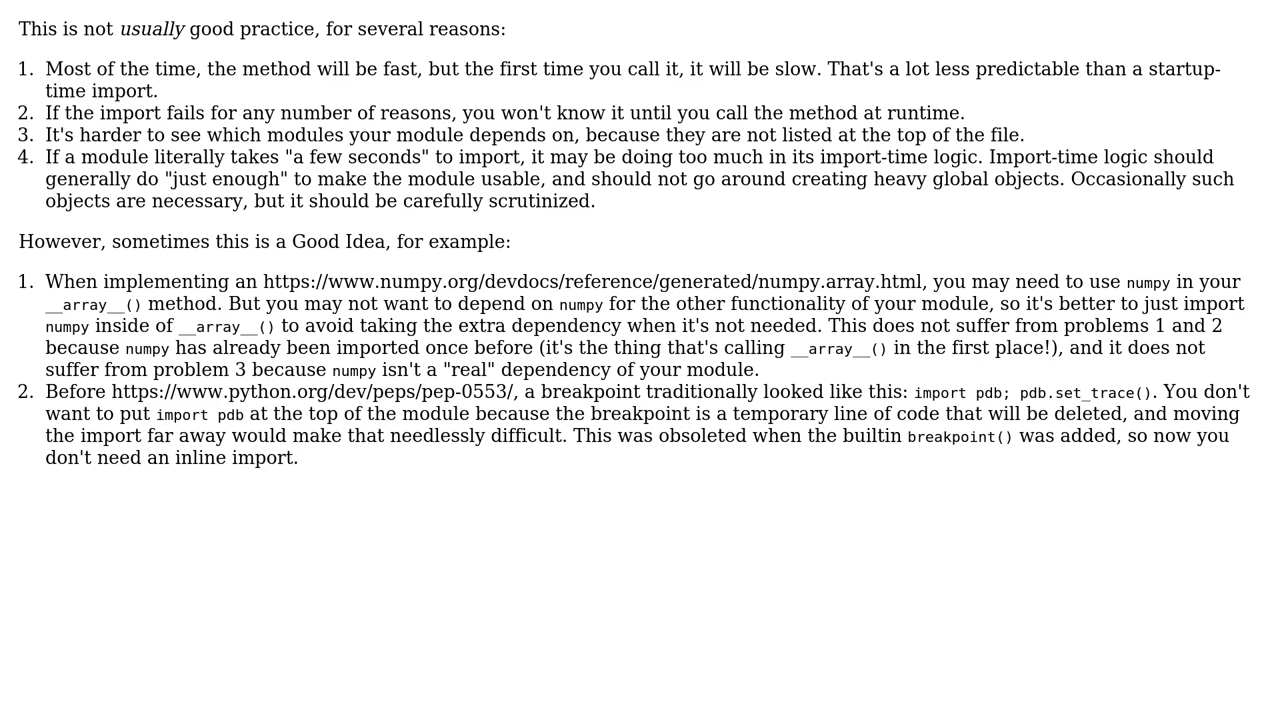 This is not usually good practice, for several reasons:
1. Most of the time, the method will be fast, but the first time you call it, it will be slow. That's a lot less predictable than a startup-
time import.
2. If the import fails for any number of reasons, you won't know it until you call the method at runtime.
3. It's harder to see which modules your module depends on, because they are not listed at the top of the file.
4. If a module literally takes "a few seconds" to import, it may be doing too much in its import-time logic. Import-time logic should
generally do "just enough" to make the module usable, and should not go around creating heavy global objects. Occasionally such
objects are necessary, but it should be carefully scrutinized.
However, sometimes this is a Good Idea, for example:
1. When implementing an https://www.numpy.org/devdocs/reference/generated/numpy.array.html, you may need to use numpy in your
__array__() method. But you may not want to depend on numpy for the other functionality of your module, so it's better to just import
numpy inside of __array__() to avoid taking the extra dependency when it's not needed. This does not suffer from problems 1 and 2
because numpy has already been imported once before (it's the thing that's calling __array__() in the first place!), and it does not
suffer from problem 3 because numpy isn't a "real" dependency of your module.
2. Before https://www.python.org/dev/peps/pep-0553/, a breakpoint traditionally looked like this: import pdb; pdb.set_trace(). You don't
want to put import pdb at the top of the module because the breakpoint is a temporary line of code that will be deleted, and moving
the import far away would make that needlessly difficult. This was obsoleted when the builtin breakpoint() was added, so now you
don't need an inline import.